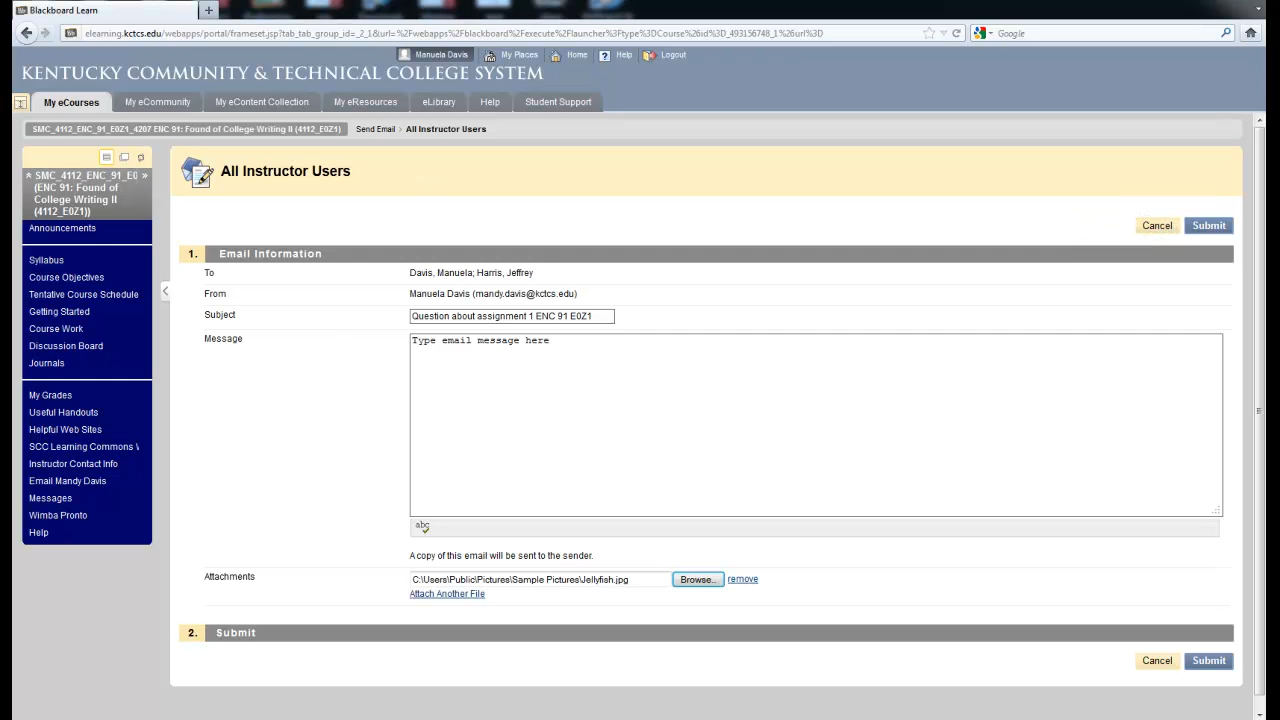 Blackboard Learn
elearning.kctcs.edu/webapps/portal/frameset.jsp?tab_tab_group_id=_2_1&url=%2Fwebapps%2Fblackboard%2Fexecute%2Flauncher%3Ftype%3DCourse%26id%3D_493156748_1%26url%3D
Google
Manuela Davis My Places Home Help Logout
KENTUCKY COMMUNITY & TECHNICAL COLLEGE SYSTEM
My eCourses My eCommunity My eContent Collection My eResources eLibrary Help Student Support
SMC_4112_ENC_91_E0Z1_4207 ENC 91: Found of College Writing II (4112_E0Z1) Send Email > All Instructor Users
SMC_4112_ENC_91_E0
(ENC 91: Found of
College Writing II
(4112_E0Z1))
Announcements
Syllabus
Course Objectives
Tentative Course Schedule
Getting Started
Course Work
Discussion Board
Journals
My Grades
Useful Handouts
Helpful Web Sites
SCC Learning Commons
Instructor Contact Info
Email Mandy Davis
Messages
Wimba Pronto
Help
All Instructor Users
Cancel Submit
1. Email Information
To Davis, Manuela; Harris, Jeffrey
From Manuela Davis (mandy.davis@kctcs.edu)
Subject Question about assignment 1 ENC 91 E0Z1
Message Type email message here
abc
A copy of this email will be sent to the sender.
Attachments C:\Users\Public\Pictures\Sample Pictures\Jellyfish.jpg Browse.. remove
Attach Another File
2. Submit
Cancel Submit